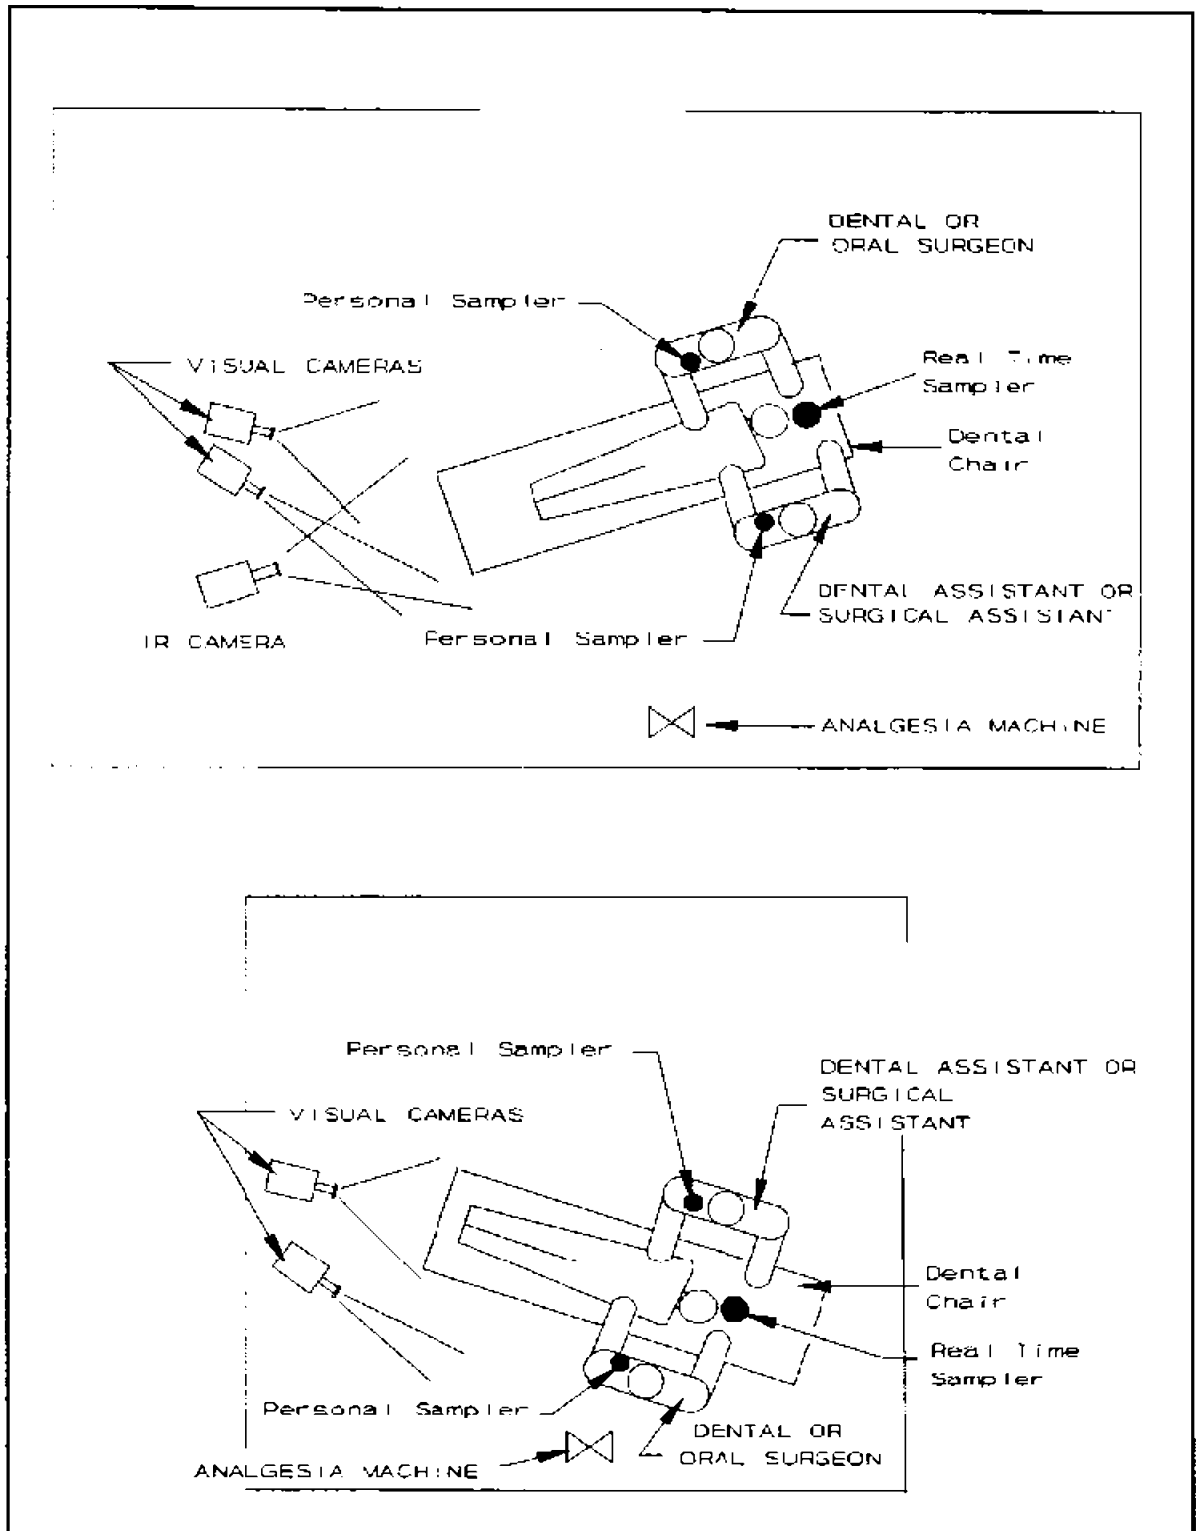 DENTAL OR
ORAL SURGEON
Personal Sampler
VISUAL CAMERAS
Real Time
Sampler
Dental
Chair
DENTAL ASSISTANT OR
SURGICAL ASSISTANT
Personal Sampler
IR CAMERA
ANALGESIA MACHINE
Personal Sampler
DENTAL ASSISTANT OR
SURGICAL
ASSISTANT
VISUAL CAMERAS
Dental
Chair
Real Time
Sampler
Personal Sampler
DENTAL OR
ORAL SURGEON
ANALGESIA MACHINE